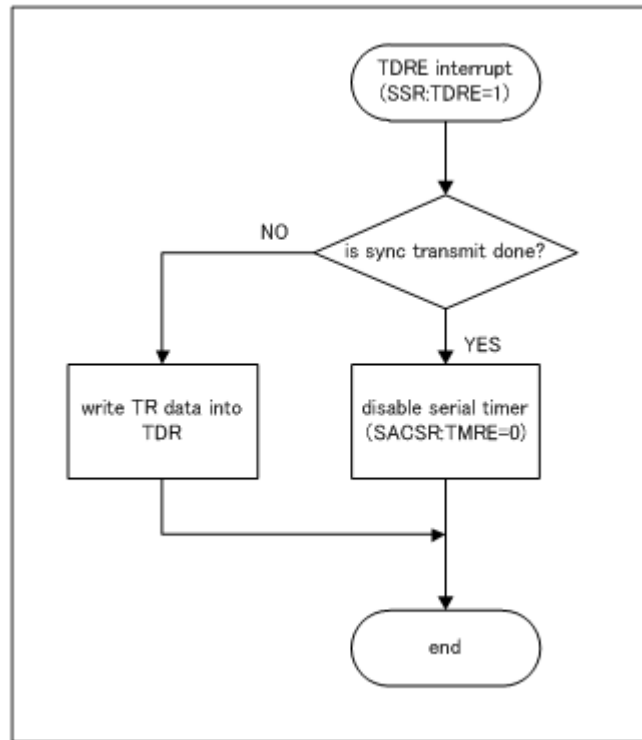 TDRE interrupt
(SSR:TDRE=1)
is sync transmit done?
NO
YES
write TR data into
TDR
disable serial timer
(SACSR:TMRE=0)
end